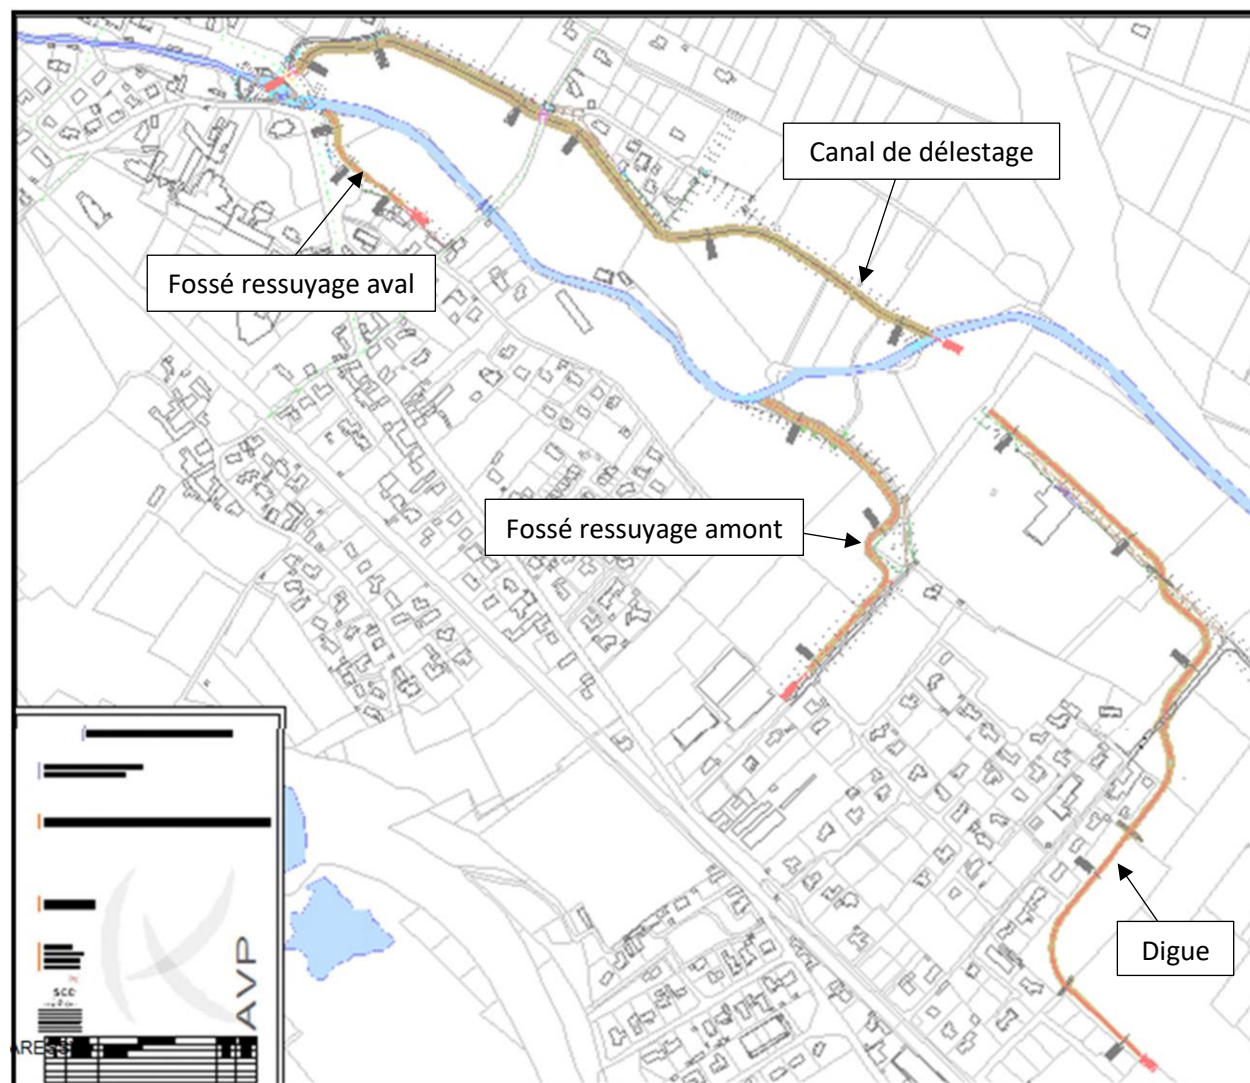 Canal de délestage
Fossé ressuyage aval
Fossé ressuyage amont
Digue
AVP
SCE